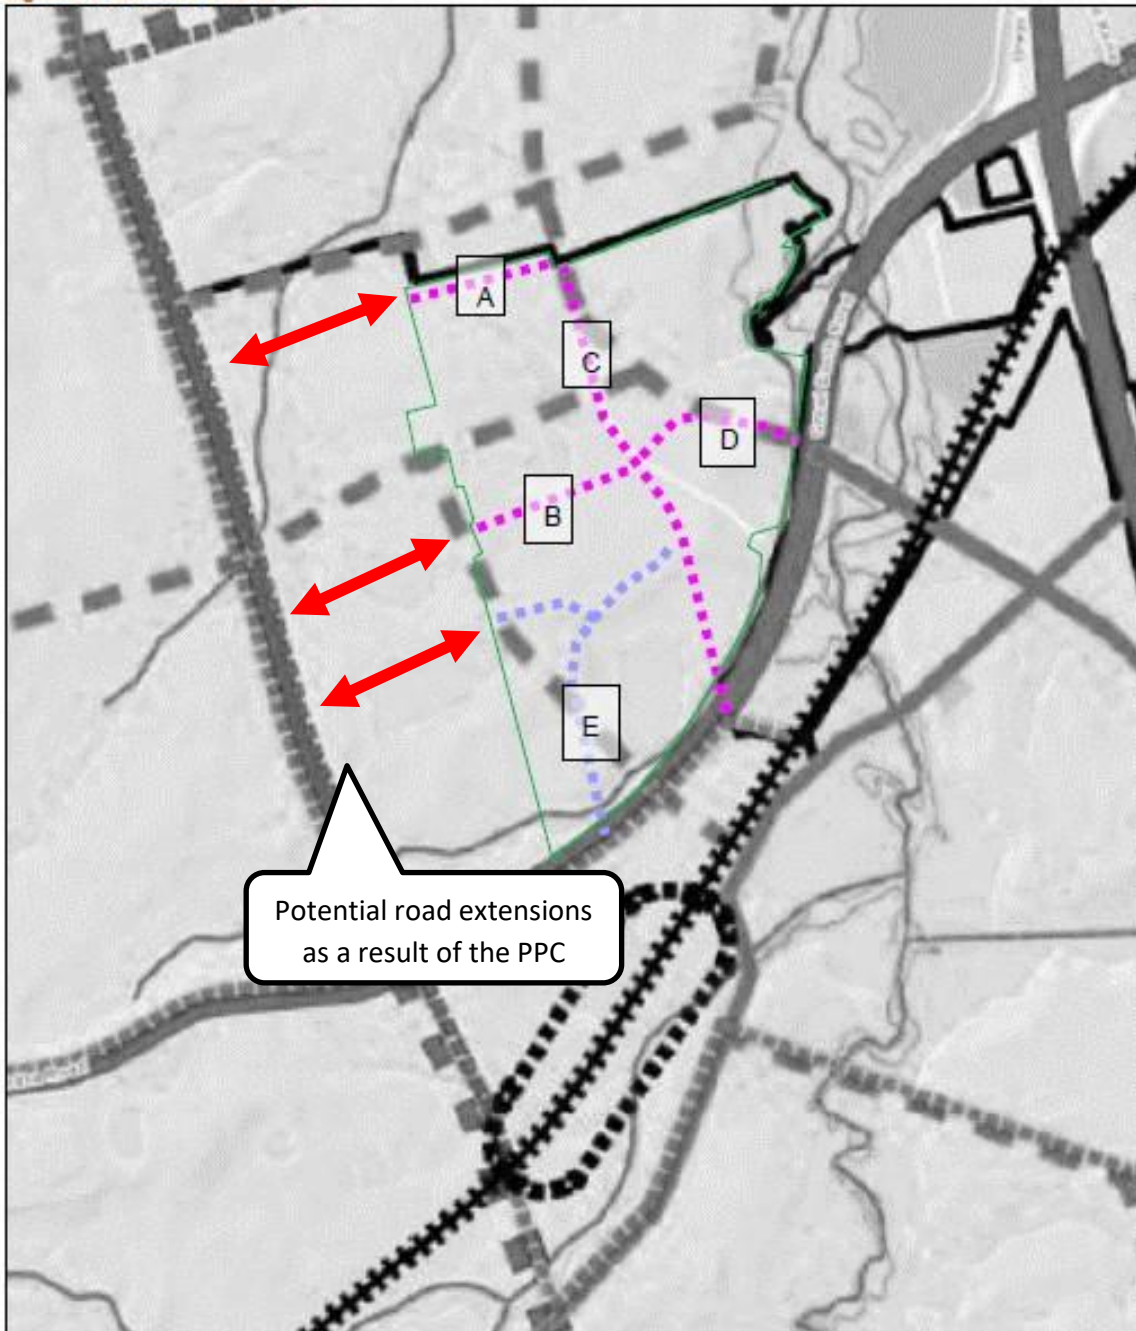 A
C
D
B
E
Potential road extensions
as a result of the PPC